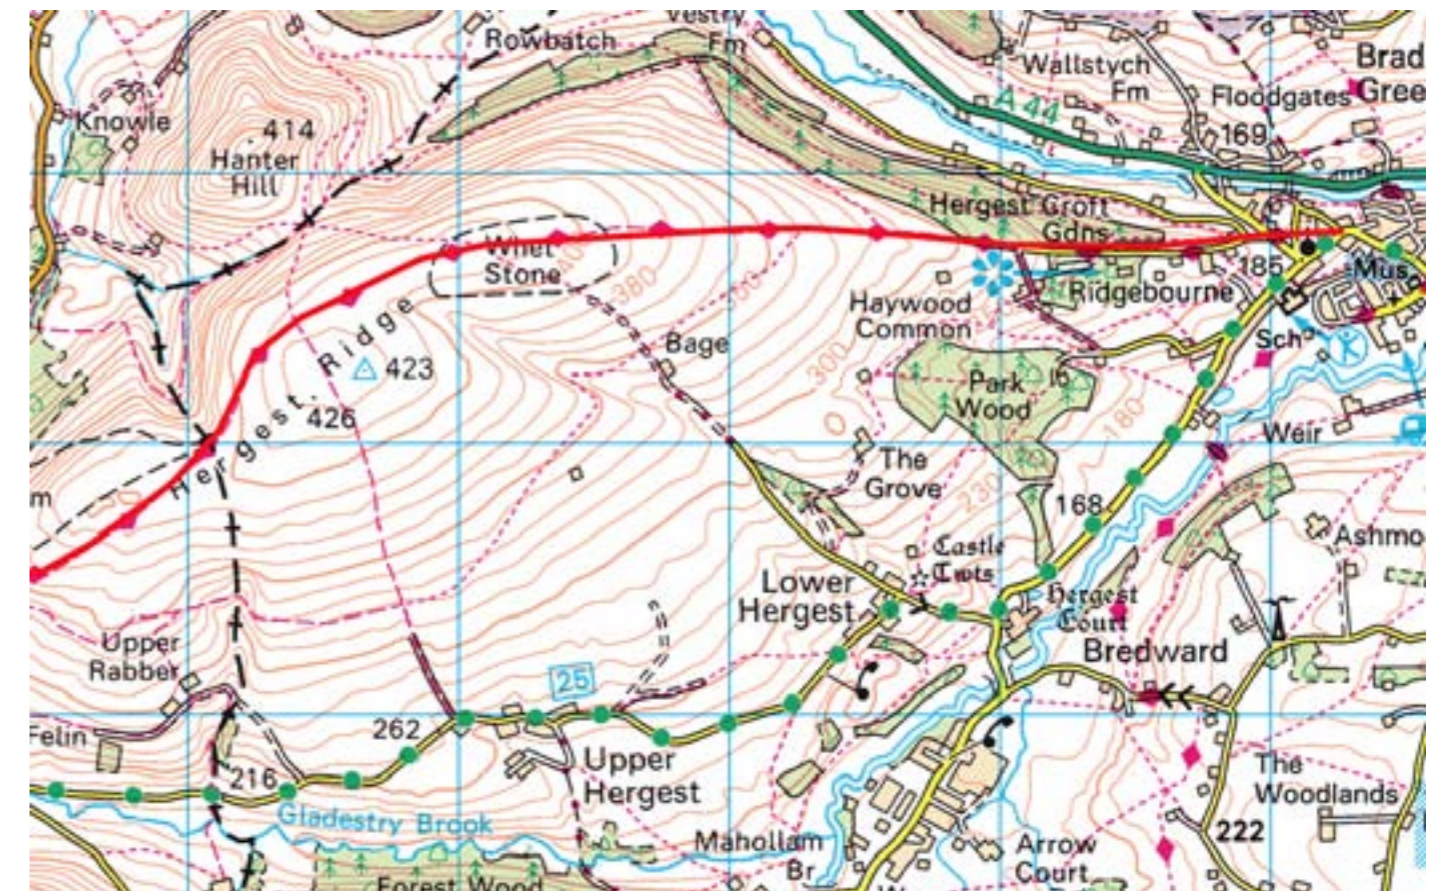 Vestry
Fm
Rowbatch
Wallstych
Fm
Brad
Gree
A 44
Floodgates
Knowle
414
169
Hanter
Hill
Hergest Croft
Gdns
Whet
Stone
185
Mus
380
300
Ridgebourne
Haywood
Common
Sch
Bage
Hergest Ridge
423
300
Park
Wood
426
180
Weir
m
The
Grove
230
168
Ashmo
Castle
Twts
Lower
Hergest
Hergest
Court
Upper
Rabber
Bredward
25
262
Felin
Upper
Hergest
216
The
Woodlands
Gladestry Brook
222
Mahollam
Br
Arrow
Court
Forest Wood